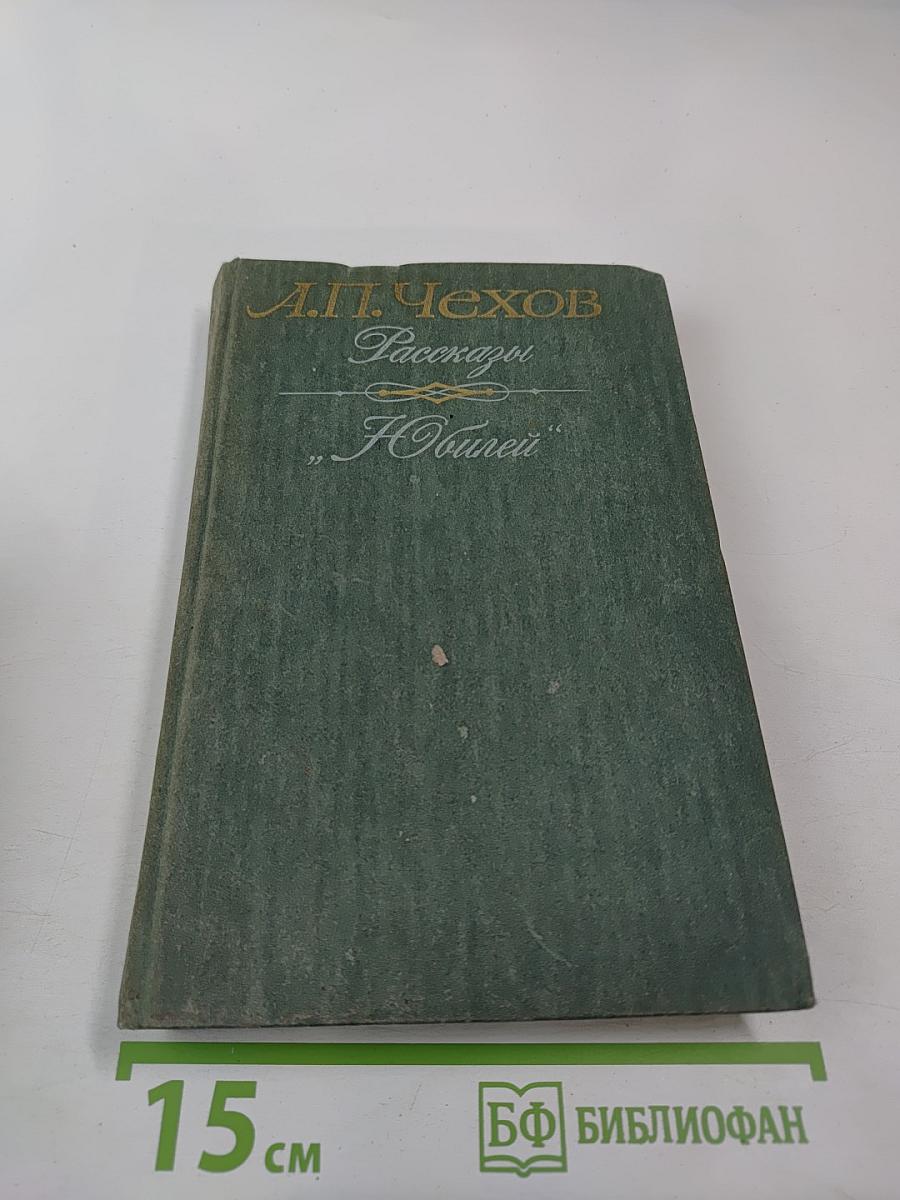 А.П. Чехов
Рассказы
„Юбилей“
15 см
БФ БИБЛИОФАН